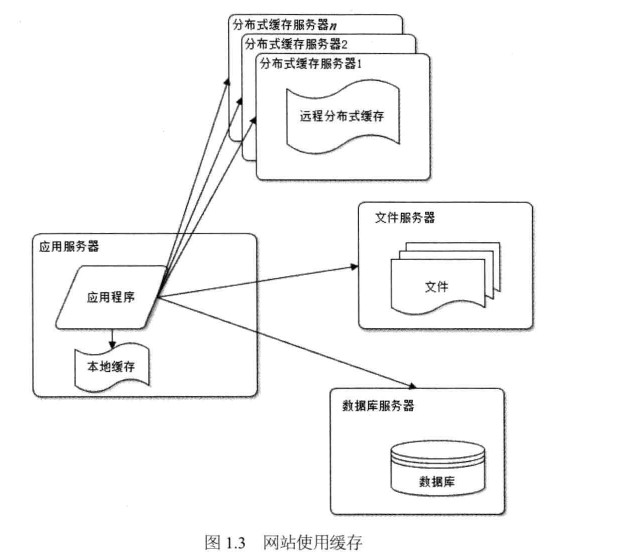 分布式缓存服务器n
分布式缓存服务器2
分布式缓存服务器1
远程分布式缓存
应用服务器
应用程序
本地缓存
文件服务器
文件
数据库服务器
数据库
图 1.3 网站使用缓存